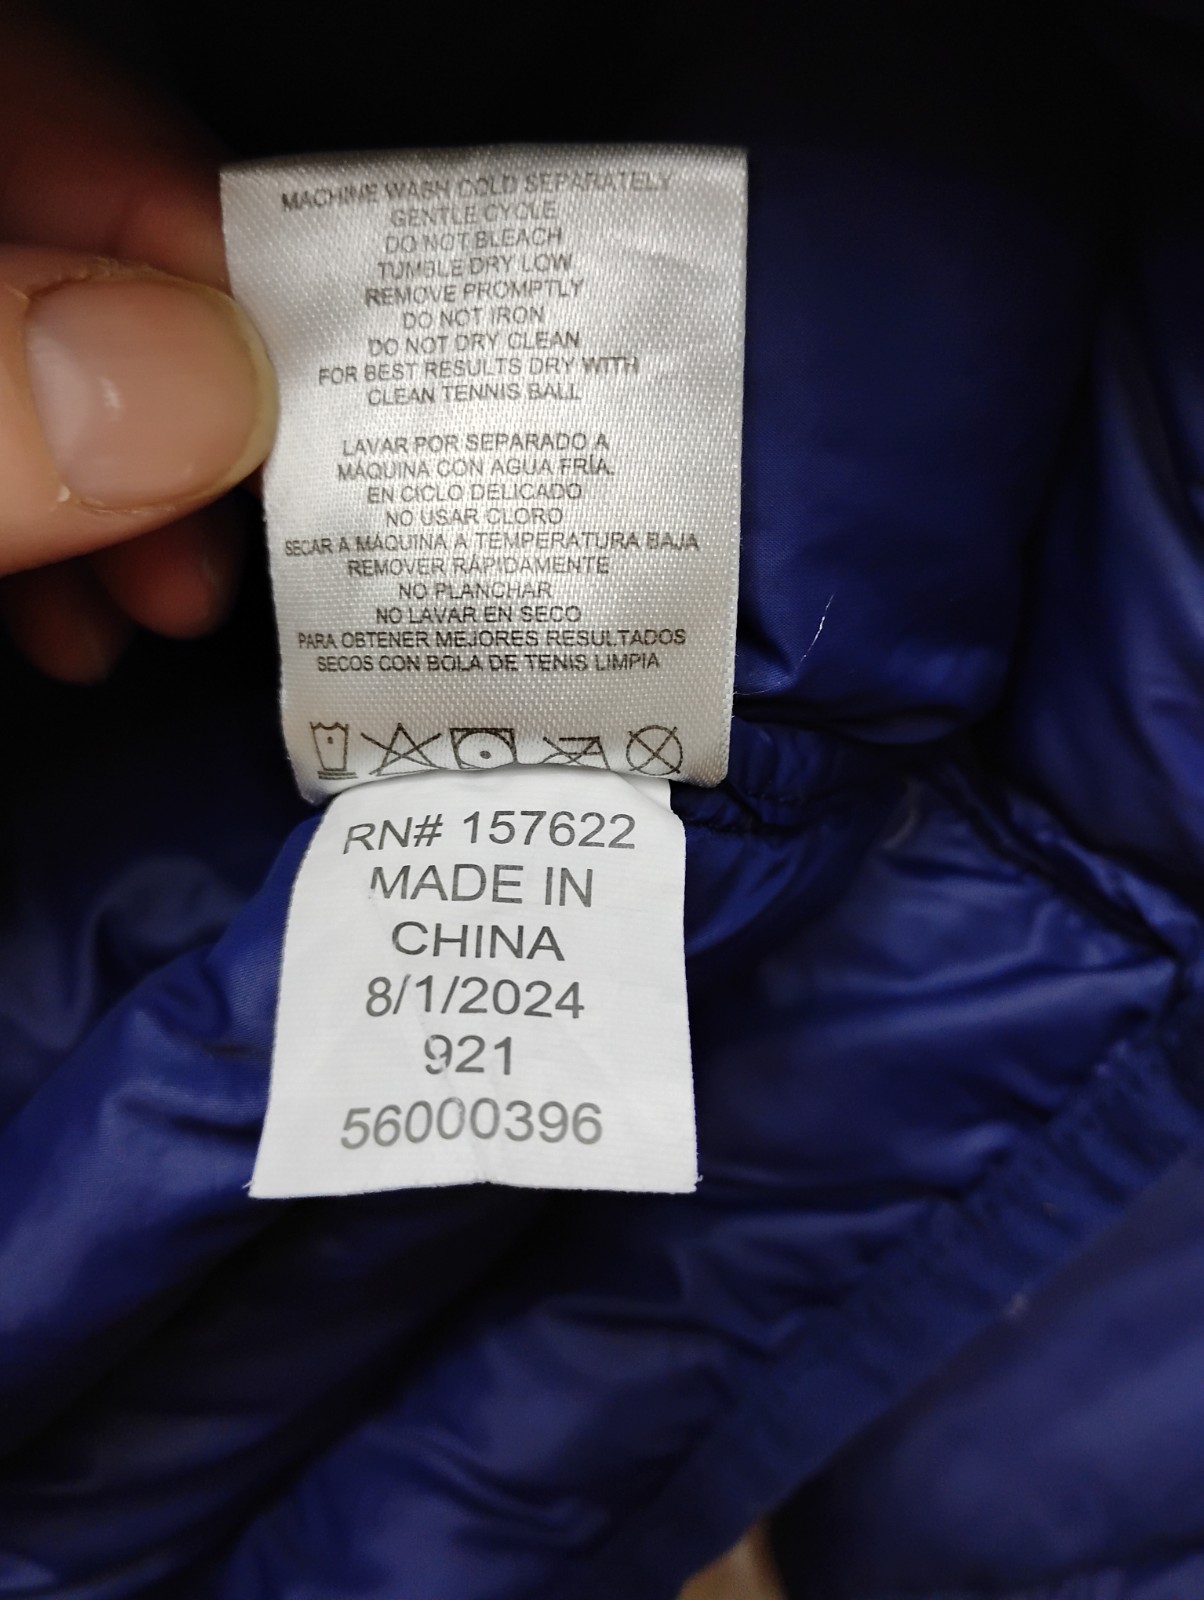 MACHINE WASH COLD SEPARATELY
GENTLE CYCLE
DO NOT BLEACH
TUMBLE DRY LOW
REMOVE PROMPTLY
DO NOT IRON
DO NOT DRY CLEAN
FOR BEST RESULTS DRY WITH
CLEAN TENNIS BALL
LAVAR POR SEPARADO A
MÁQUINA CON AGUA FRÍA.
EN CICLO DELICADO
NO USAR CLORO
SECAR A MÁQUINA A TEMPERATURA BAJA
REMOVER RÁPIDAMENTE
NO PLANCHAR
NO LAVAR EN SECO
PARA OBTENER MEJORES RESULTADOS
SECOS CON BOLA DE TENIS LIMPIA
RN# 157622
MADE IN
CHINA
8/1/2024
921
56000396